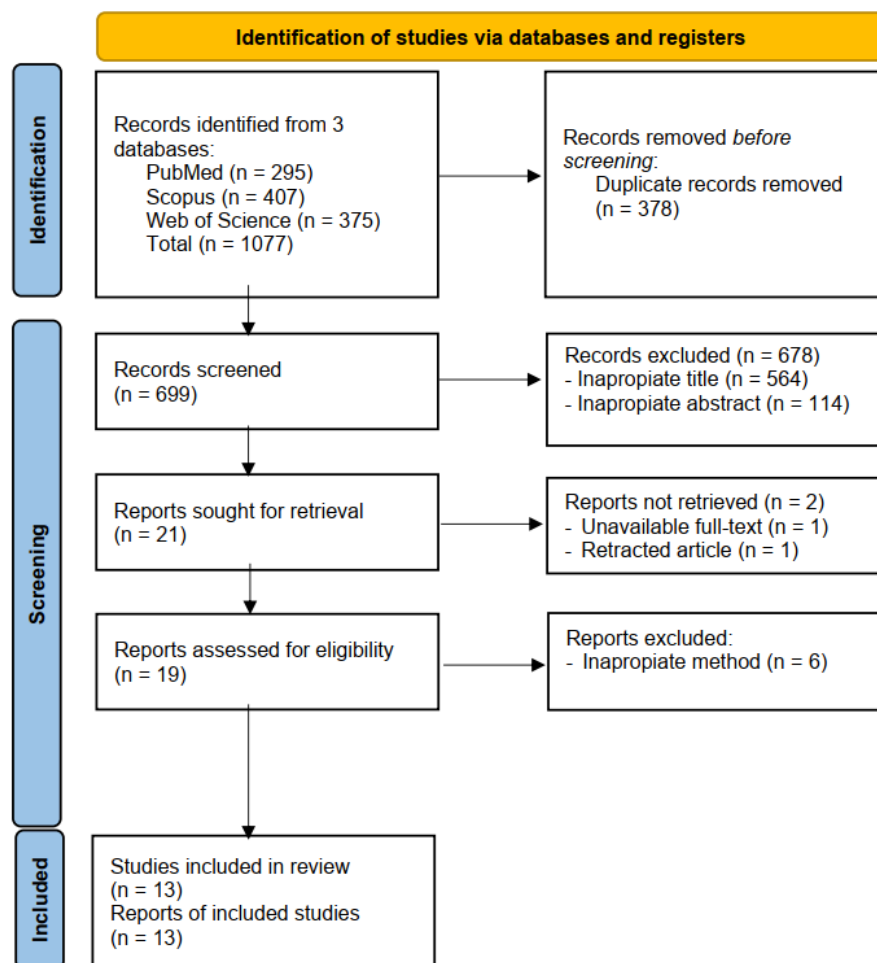 Identification of studies via databases and registers
Identification
Records identified from 3
databases:
PubMed (n = 295)
Scopus (n = 407)
Web of Science (n = 375)
Total (n = 1077)
Records removed before
screening:
Duplicate records removed
(n = 378)
Screening
Records screened
(n = 699)
Records excluded (n = 678)
- Inapropiate title (n = 564)
- Inapropiate abstract (n = 114)
Reports sought for retrieval
(n = 21)
Reports not retrieved (n = 2)
- Unavailable full-text (n = 1)
- Retracted article (n = 1)
Reports assessed for eligibility
(n = 19)
Reports excluded:
- Inapropiate method (n = 6)
Included
Studies included in review
(n = 13)
Reports of included studies
(n = 13)